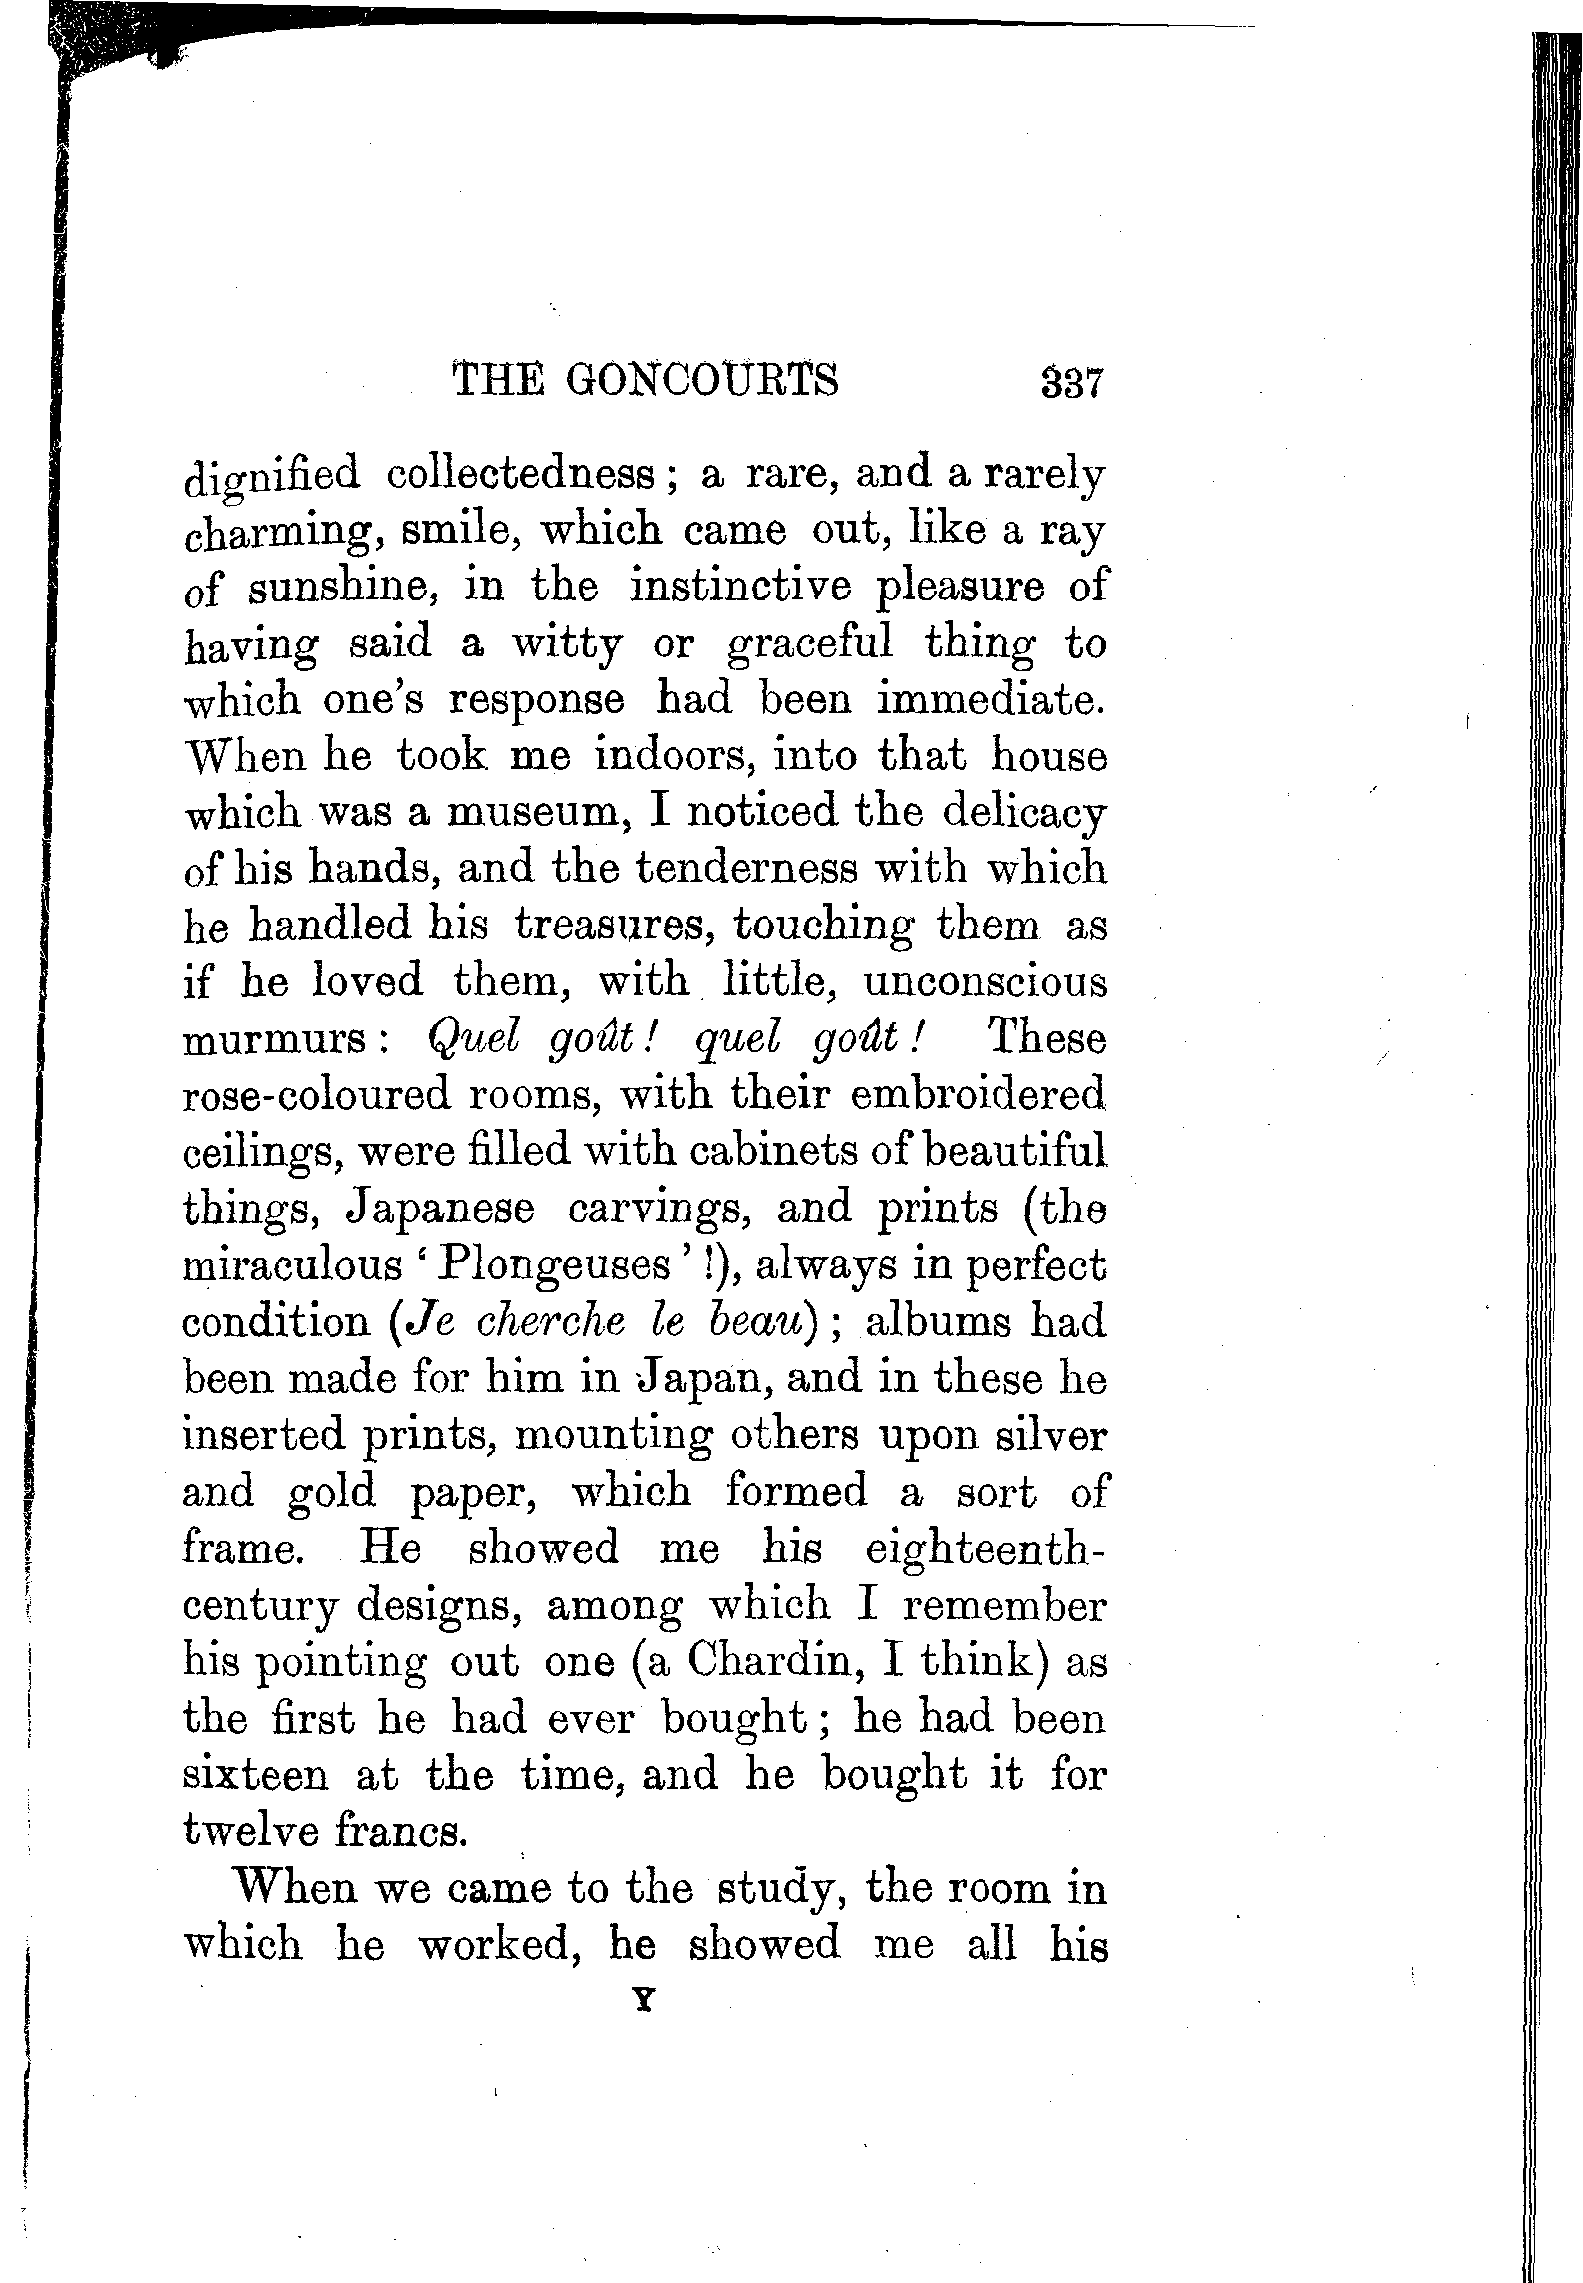 THE GONCOURTS 337
dignified collectedness ; a rare, and a rarely
charming, smile, which came out, like a ray
of sunshine, in the instinctive pleasure of
having said a witty or graceful thing to
which one's response had been immediate.
When he took me indoors, into that house
which was a museum, I noticed the delicacy
of his hands, and the tenderness with which
he handled his treasures, touching them as
if he loved them, with little, unconscious
murmurs : Quel goût ! quel goût ! These
rose-coloured rooms, with their embroidered
ceilings, were filled with cabinets of beautiful
things, Japanese carvings, and prints (the
miraculous ‘ Plongeuses ’ !), always in perfect
condition (Je cherche le beau) ; albums had
been made for him in Japan, and in these he
inserted prints, mounting others upon silver
and gold paper, which formed a sort of
frame. He showed me his eighteenth-
century designs, among which I remember
his pointing out one (a Chardin, I think) as
the first he had ever bought ; he had been
sixteen at the time, and he bought it for
twelve francs.
When we came to the study, the room in
which he worked, he showed me all his
Y